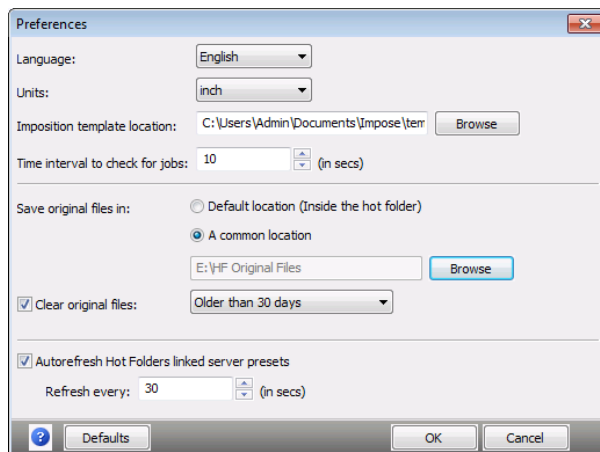 Preferences
Language: English
Units: inch
Imposition template location: C:\Users\Admin\Documents\Impose\tem Browse
Time interval to check for jobs: 10 (in secs)
Save original files in: Default location (Inside the hot folder)
A common location
E:\HF Original Files Browse
Clear original files: Older than 30 days
Autorefresh Hot Folders linked server presets
Refresh every: 30 (in secs)
? Defaults OK Cancel